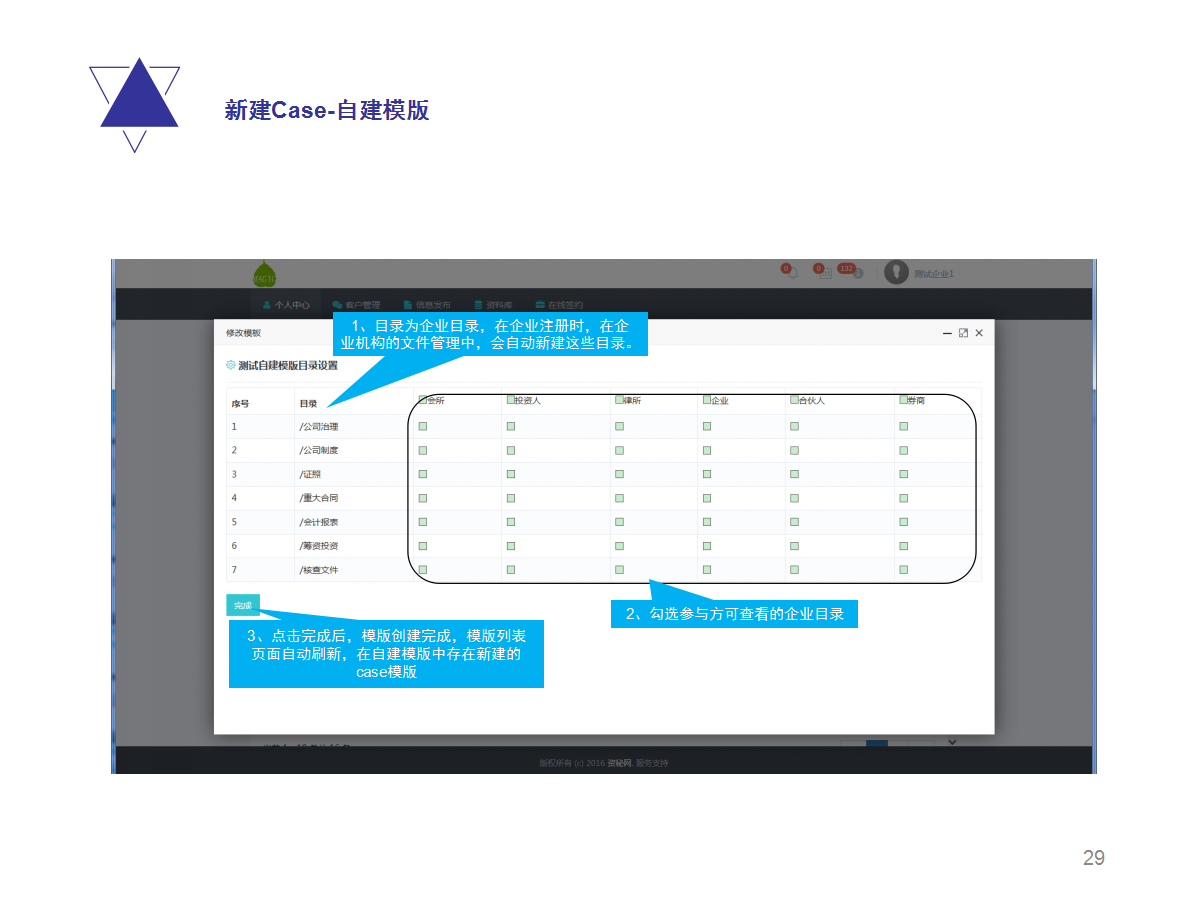 新建Case-自建模版
MAGIC
0
0
132
测试企业1
个人中心
客户管理
信息发布
资料库
在线签约
修改模板
1、目录为企业目录，在企业注册时，在企
业机构的文件管理中，会自动新建这些目录。
测试自建模版目录设置
序号 目录 会所 投资人 律所 企业 合伙人 券商
1 /公司治理
2 /公司制度
3 /证照
4 /重大合同
5 /会计报表
6 /筹资投资
7 /核查文件
完成
2、勾选参与方可查看的企业目录
3、点击完成后，模版创建完成，模版列表
页面自动刷新，在自建模版中存在新建的
case模版
版权所有 (c) 2016 资秘网. 服务支持
29